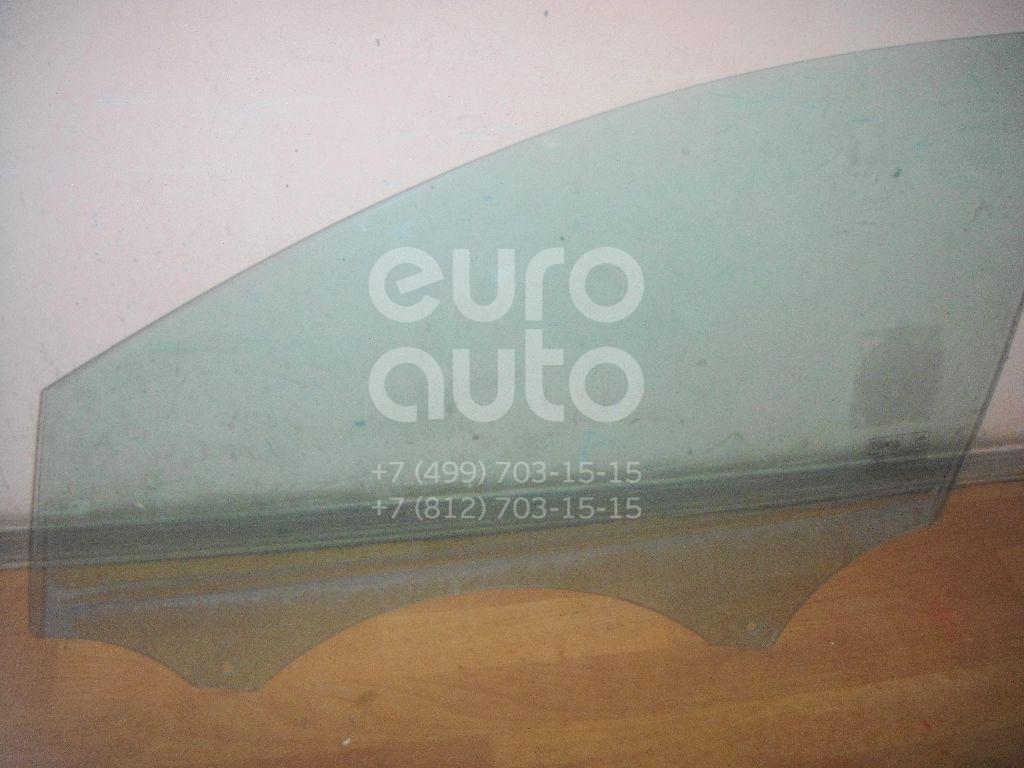 euro
auto
+7 (499) 703-15-15
+7 (812) 703-15-15